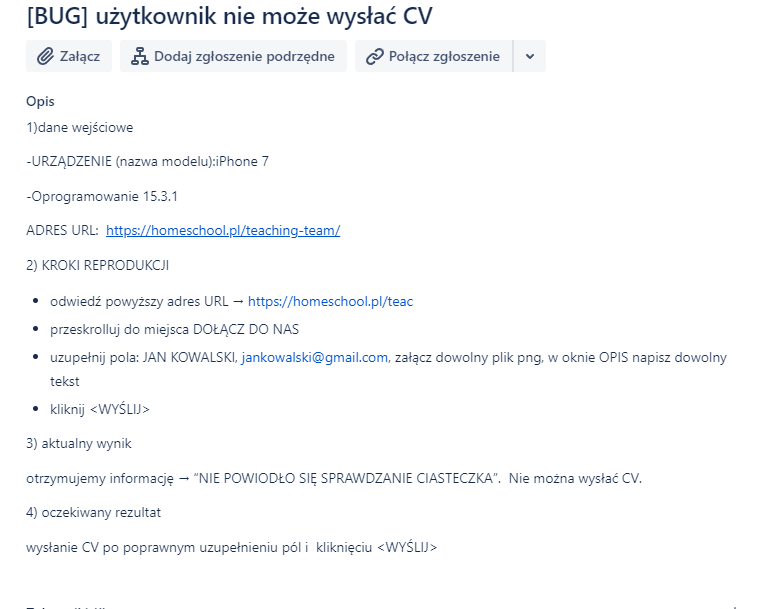 [BUG] użytkownik nie może wysłać CV
Załącz
Dodaj zgłoszenie podrzędne
Połącz zgłoszenie
Opis
1)dane wejściowe
-URZĄDZENIE (nazwa modelu):iPhone 7
-Oprogramowanie 15.3.1
ADRES URL: https://homeschool.pl/teaching-team/
2) KROKI REPRODUKCJI
• odwiedź powyższy adres URL → https://homeschool.pl/teac
• przeskrolluj do miejsca DOŁĄCZ DO NAS
• uzupełnij pola: JAN KOWALSKI, jankowalski@gmail.com, załącz dowolny plik png, w oknie OPIS napisz dowolny
tekst
• kliknij <WYŚLIJ>
3) aktualny wynik
otrzymujemy informację → “NIE POWIODŁO SIĘ SPRAWDZANIE CIASTECZKA”. Nie można wysłać CV.
4) oczekiwany rezultat
wysłanie CV po poprawnym uzupełnieniu pól i kliknięciu <WYŚLIJ>